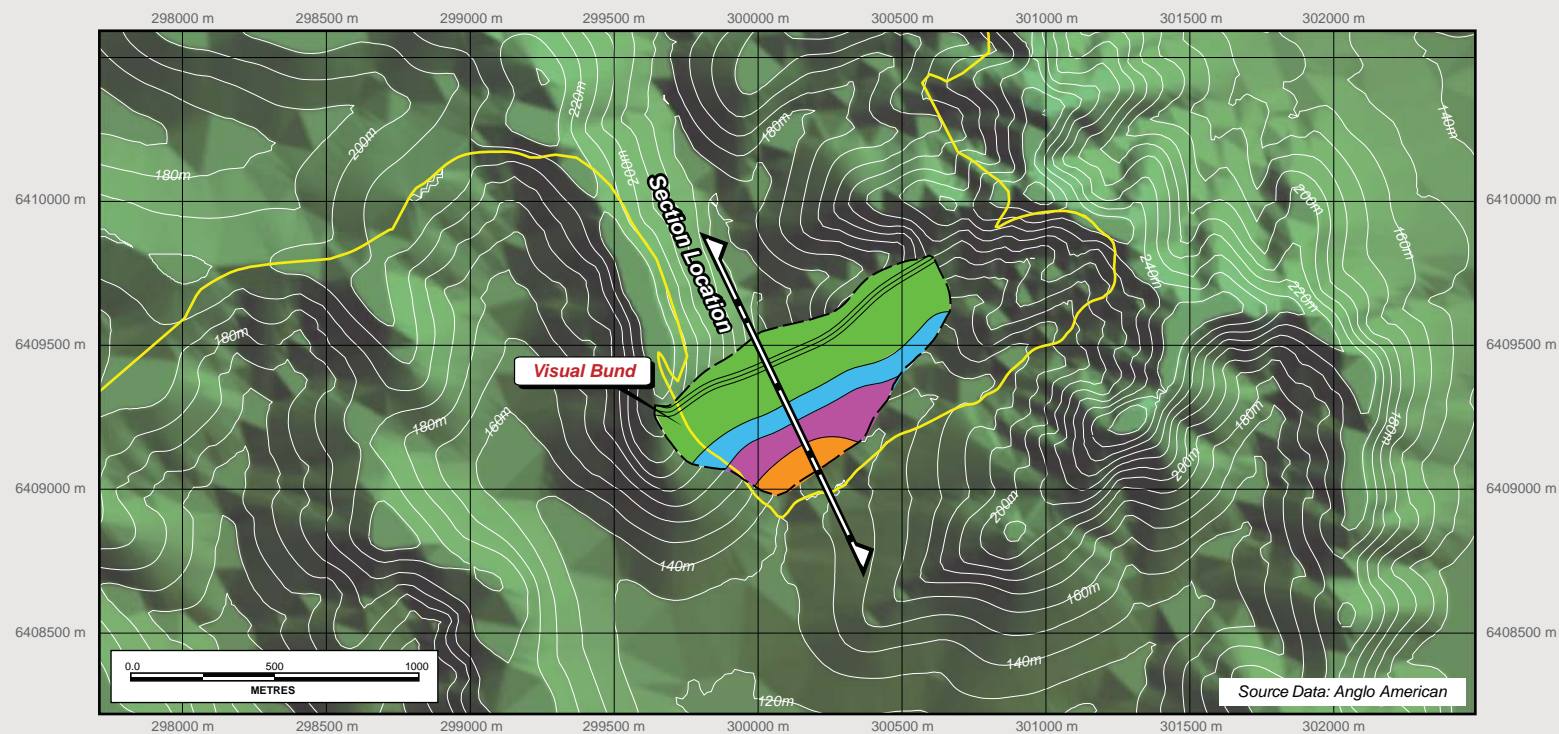 298000 m 298500 m 299000 m 299500 m 300000 m 300500 m 301000 m 301500 m 302000 m
220m
180m
140m
200m
200m
180m
200m
6410000 m
6410000 m
160m
Section Location
240m
220m
180m
6409500 m
6409500 m
Visual Bund
180m
160m
180m
160m
200m
6409000 m
6409000 m
200m
140m
160m
6408500 m
6408500 m
140m
0.0 500 1000
METRES
120m
Source Data: Anglo American
298000 m 298500 m 299000 m 299500 m 300000 m 300500 m 301000 m 301500 m 302000 m